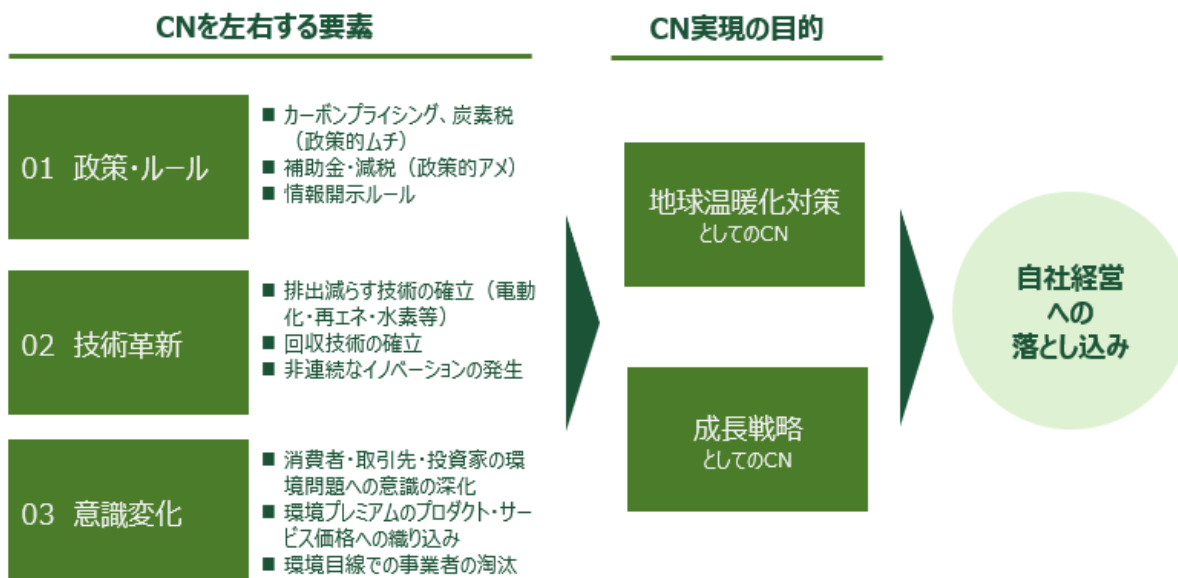 CNを左右する要素
01 政策・ルール
■ カーボンプライシング、炭素税
（政策的ムチ）
■ 補助金・減税（政策的アメ）
■ 情報開示ルール
02 技術革新
■ 排出減らす技術の確立（電動
化・再エネ・水素等）
■ 回収技術の確立
■ 非連続なイノベーションの発生
03 意識変化
■ 消費者・取引先・投資家の環
境問題への意識の深化
■ 環境プレミアムのプロダクト・サー
ビス価格への織り込み
■ 環境目線での事業者の淘汰
CN実現の目的
地球温暖化対策
としてのCN
成長戦略
としてのCN
自社経営
への
落とし込み